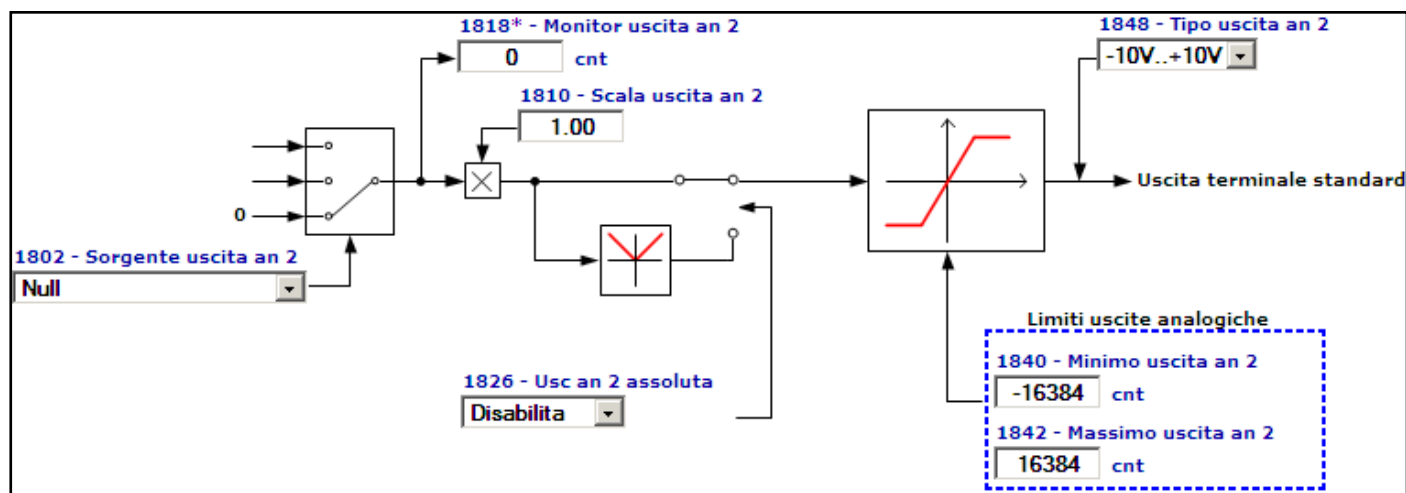 1818* - Monitor uscita an 2
0 cnt
1848 - Tipo uscita an 2
-10V..+10V
1810 - Scala uscita an 2
1.00
Uscita terminale standard
0
1802 - Sorgente uscita an 2
Null
1826 - Usc an 2 assoluta
Disabilita
Limiti uscite analogiche
1840 - Minimo uscita an 2
-16384 cnt
1842 - Massimo uscita an 2
16384 cnt